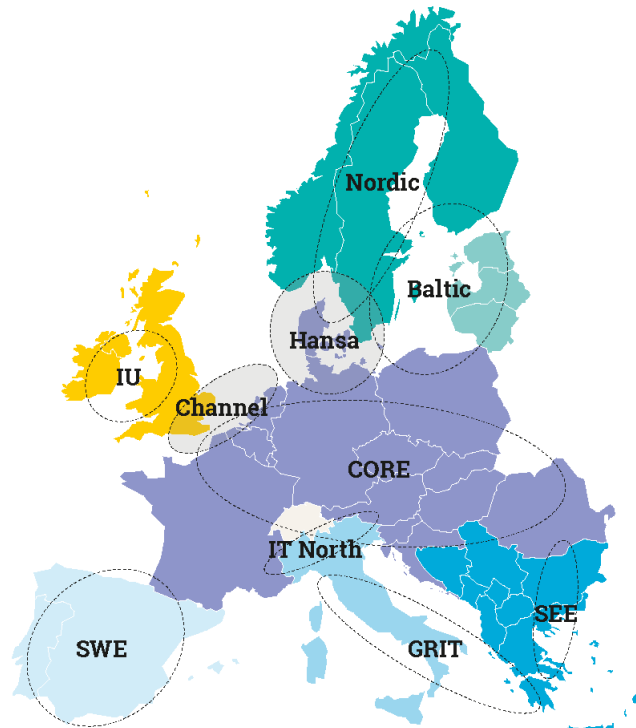 Nordic
Baltic
Hansa
IU
Channel
CORE
IT North
SEE
SWE
GRIT